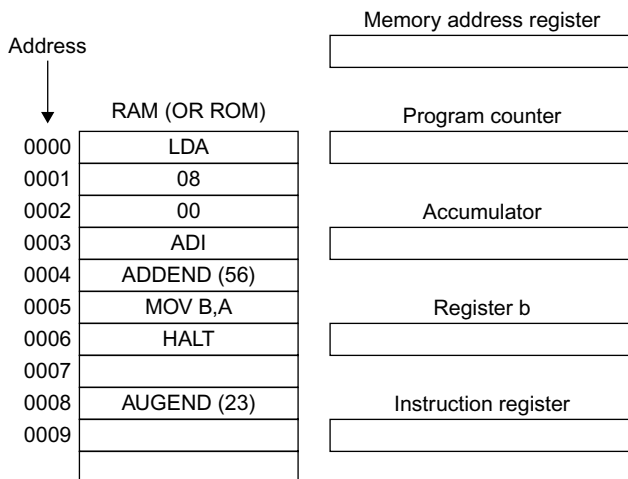 Address
RAM (OR ROM)
0000 LDA
0001 08
0002 00
0003 ADI
0004 ADDEND (56)
0005 MOV B,A
0006 HALT
0007
0008 AUGEND (23)
0009
Memory address register
Program counter
Accumulator
Register b
Instruction register